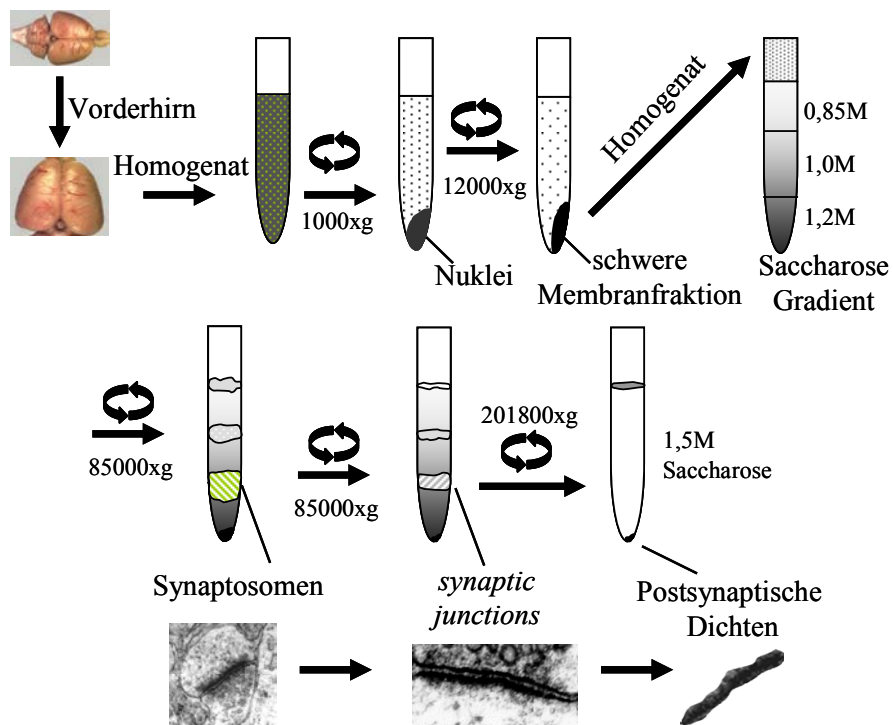 Vorderhirn
Homogenat
1000xg
12000xg
Homogenat
0,85M
1,0M
1,2M
Nuklei
schwere
Membranfraktion
Saccharose
Gradient
85000xg
85000xg
201800xg
1,5M
Saccharose
Synaptosomen
synaptic
junctions
Postsynaptische
Dichten